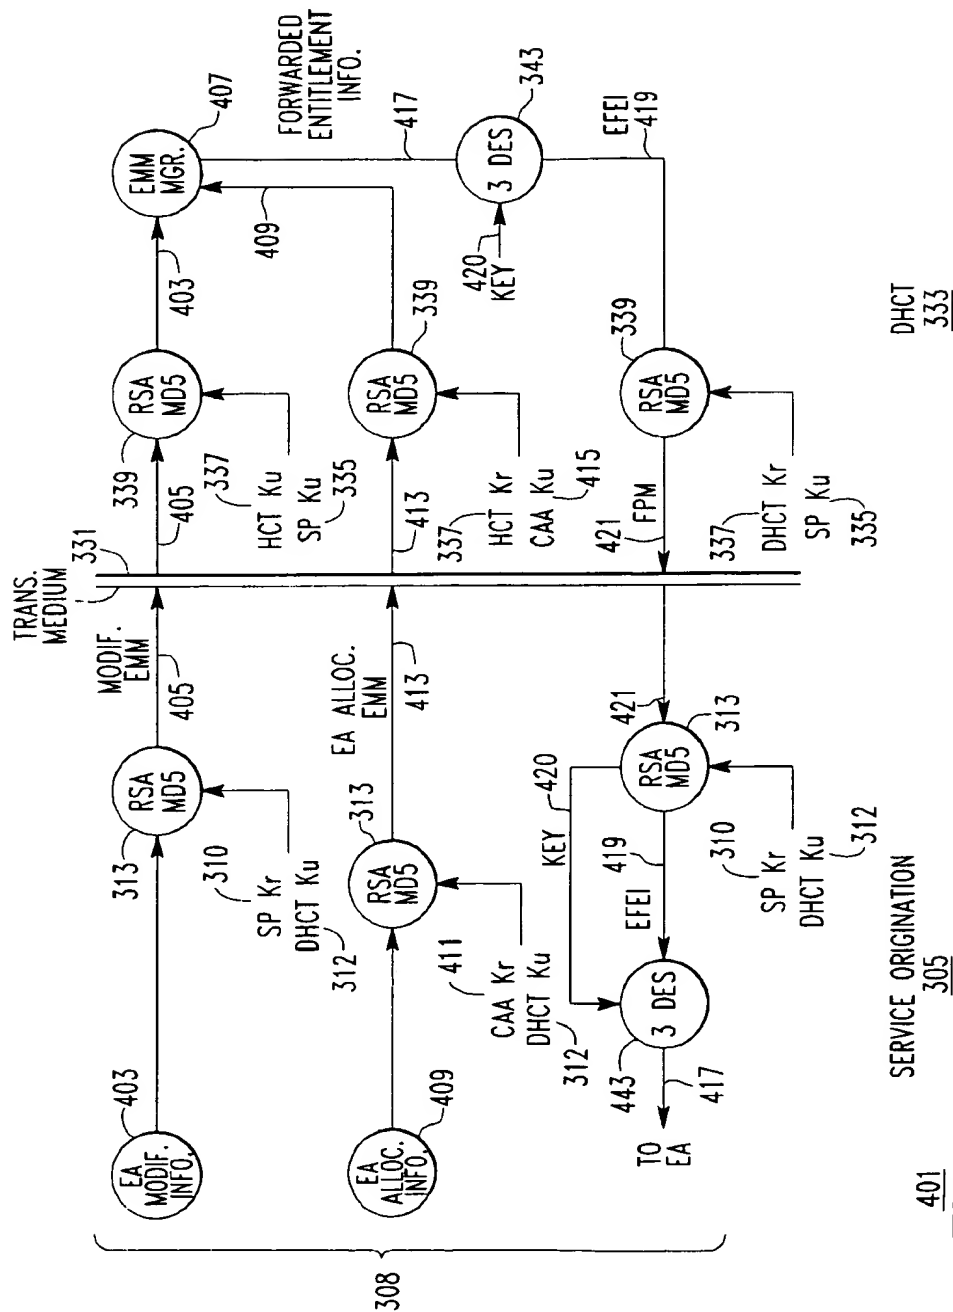 308
EA
MODIF.
INFO.
403
313
RSA
MD5
310
SP Kr
DHCT Ku
312
MODIF.
EMM
405
TRANS.
MEDIUM
331
405
339
RSA
MD5
337
HCT Ku
SP Ku
335
403
EMM
MGR.
407
409
EA
ALLOC.
INFO.
409
411
CAA Kr
DHCT Ku
312
RSA
MD5
313
EA ALLOC.
EMM
413
413
337
HCT Kr
CAA Ku
415
RSA
MD5
339
FORWARDED
ENTITLEMENT
INFO.
417
3 DES
343
420
KEY
EFEI
419
TO
EA
417
443
3 DES
KEY
420
EFEI
419
RSA
MD5
313
421
310
SP Kr
DHCT Ku
312
421
FPM
RSA
MD5
339
337
DHCT Kr
SP Ku
335
401
SERVICE ORIGINATION
305
DHCT
333